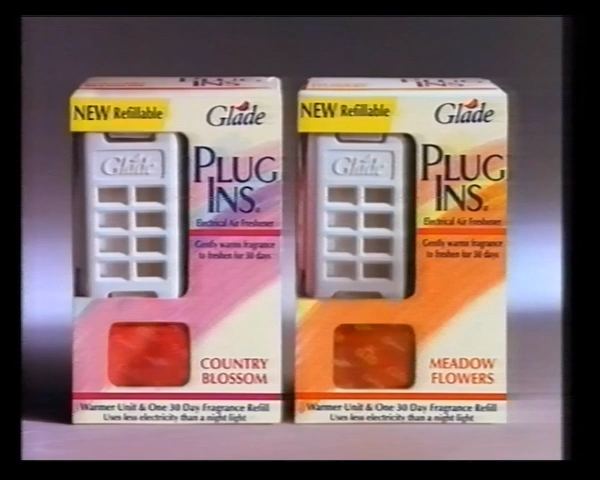 NEW Refillable
Glade
Glade
PLUG
INS®
Electrical Air Freshener
Gently warms fragrance
to freshen for 30 days
COUNTRY
BLOSSOM
Warmer Unit & One 30 Day Fragrance Refill
Uses less electricity than a night light
NEW Refillable
Glade
Glade
PLUG
INS®
Electrical Air Freshener
Gently warms fragrance
to freshen for 30 days
MEADOW
FLOWERS
Warmer Unit & One 30 Day Fragrance Refill
Uses less electricity than a night light